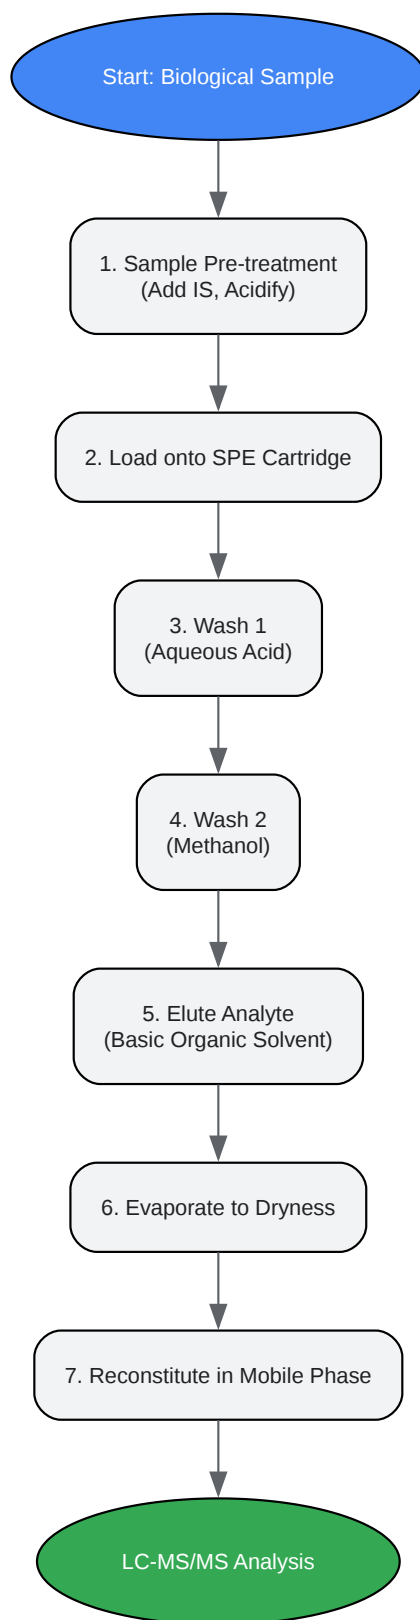 Start: Biological Sample
1. Sample Pre-treatment
(Add IS, Acidify)
2. Load onto SPE Cartridge
3. Wash 1
(Aqueous Acid)
4. Wash 2
(Methanol)
5. Elute Analyte
(Basic Organic Solvent)
6. Evaporate to Dryness
7. Reconstitute in Mobile Phase
LC-MS/MS Analysis